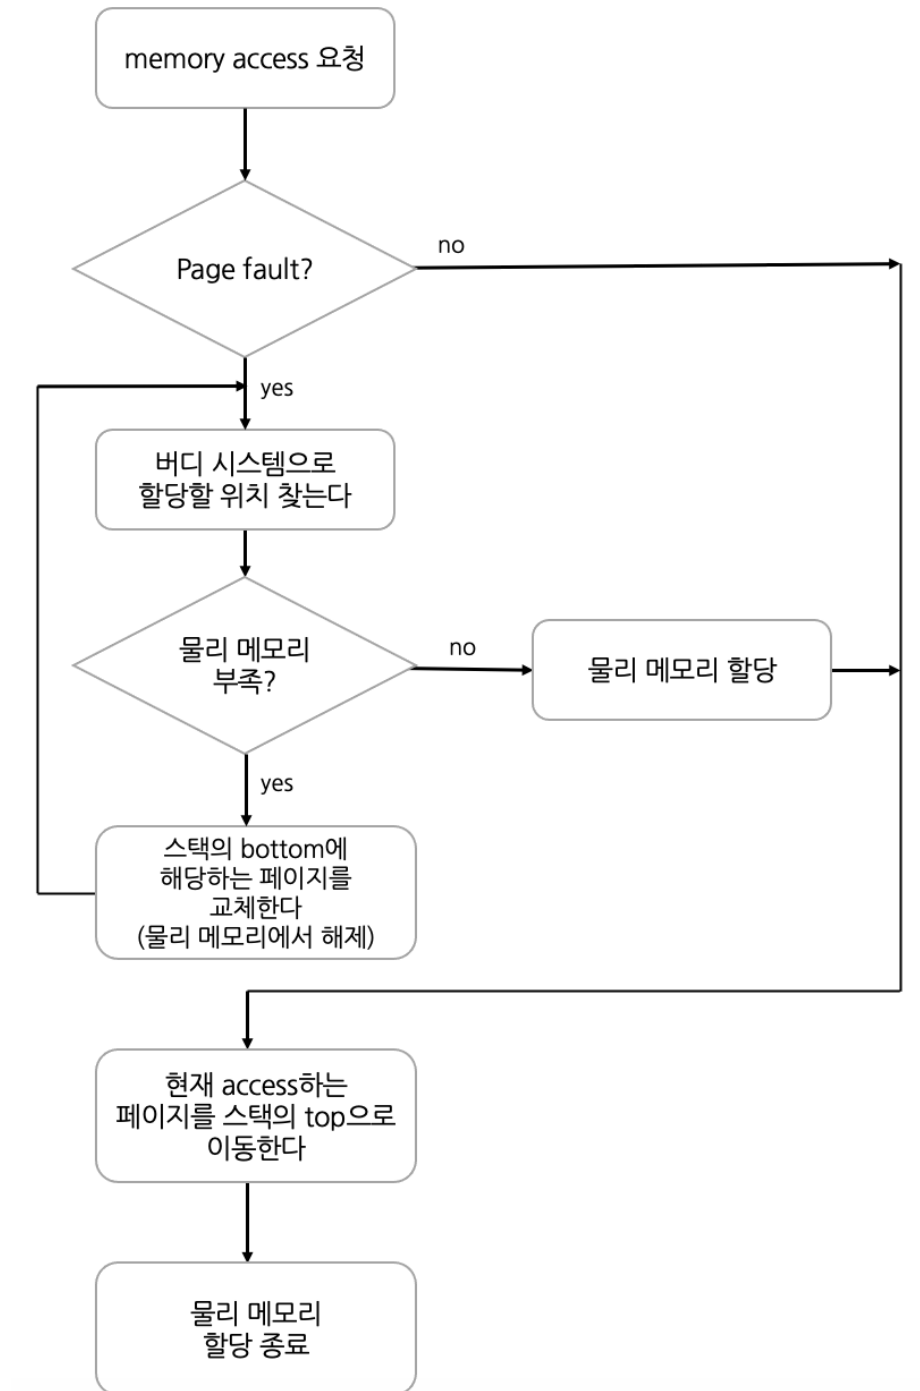 memory access 요청
Page fault?
no
yes
버디 시스템으로
할당할 위치 찾는다
물리 메모리
부족?
no
물리 메모리 할당
yes
스택의 bottom에
해당하는 페이지를
교체한다
(물리 메모리에서 해제)
현재 access하는
페이지를 스택의 top으로
이동한다
물리 메모리
할당 종료